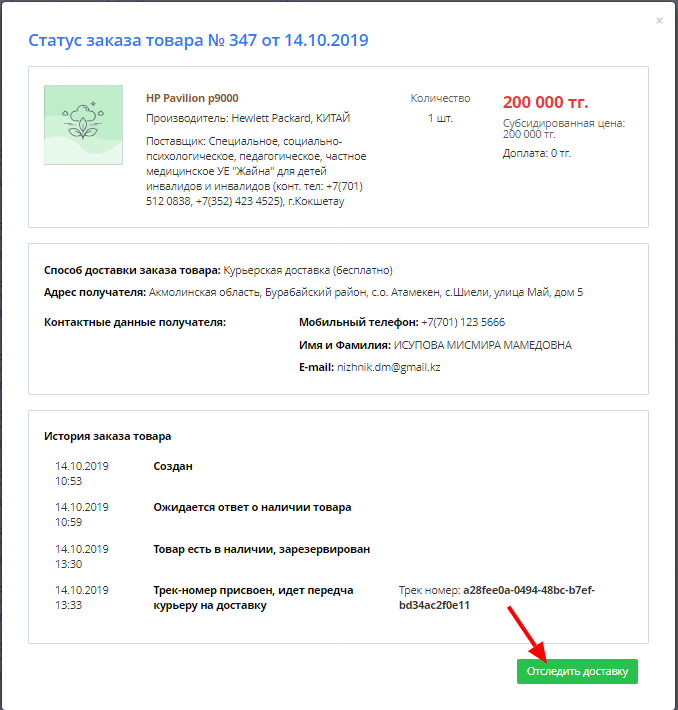 ×
Статус заказа товара № 347 от 14.10.2019
HP Pavilion p9000
Производитель: Hewlett Packard, КИТАЙ
Поставщик: Специальное, социально-
психологическое, педагогическое, частное
медицинское УЕ "Жайна" для детей
инвалидов и инвалидов (конт. тел: +7(701)
512 0838, +7(352) 423 4525), г.Кокшетау
Количество
1 шт.
200 000 тг.
Субсидированная цена:
200 000 тг.
Доплата: 0 тг.
Способ доставки заказа товара: Курьерская доставка (бесплатно)
Адрес получателя: Акмолинская область, Бурабайский район, с.о. Атамекен, с.Шиели, улица Май, дом 5
Контактные данные получателя:
Мобильный телефон: +7(701) 123 5666
Имя и Фамилия: ИСУПОВА МИСМИРА МАМЕДОВНА
E-mail: nizhnik.dm@gmail.kz
История заказа товара
14.10.2019
10:53
Создан
14.10.2019
10:59
Ожидается ответ о наличии товара
14.10.2019
13:30
Товар есть в наличии, зарезервирован
14.10.2019
13:33
Трек-номер присвоен, идет передча
курьеру на доставку
Трек номер: a28fee0a-0494-48bc-b7ef-
bd34ac2f0e11
Отследить доставку